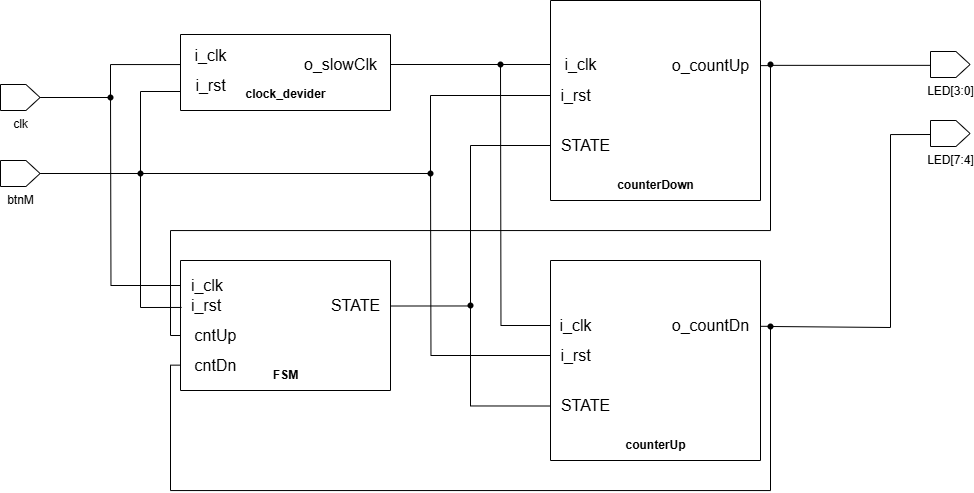 clk
btnM
i_clk
i_rst
o_slowClk
clock_devider
i_clk
i_rst
STATE
o_countUp
counterDown
LED[3:0]
LED[7:4]
i_clk
i_rst
cntUp
cntDn
STATE
FSM
i_clk
i_rst
STATE
o_countDn
counterUp